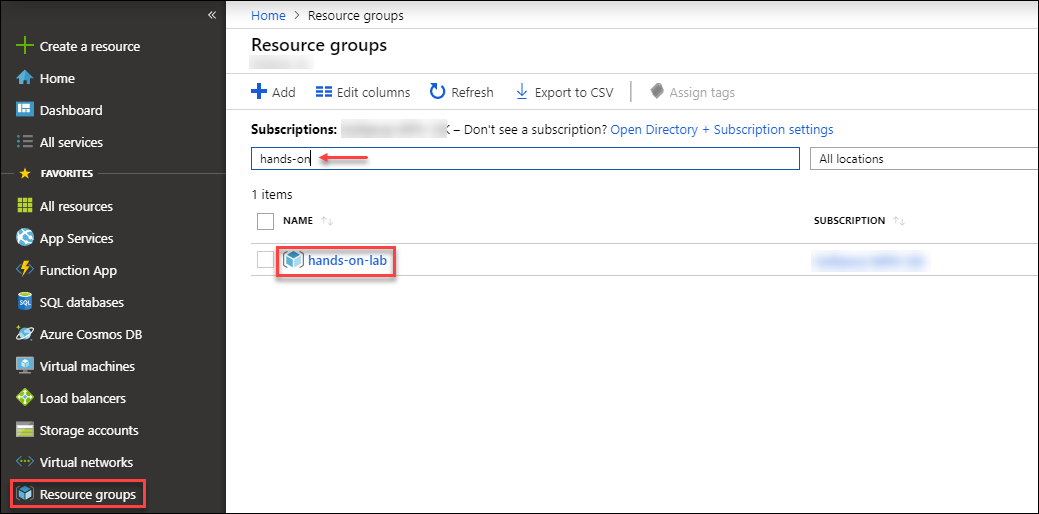 «
Create a resource
Home
Dashboard
All services
FAVORITES
All resources
App Services
Function App
SQL databases
Azure Cosmos DB
Virtual machines
Load balancers
Storage accounts
Virtual networks
Resource groups
Home > Resource groups
Resource groups
Add Edit columns Refresh Export to CSV Assign tags
Subscriptions: K – Don't see a subscription? Open Directory + Subscription settings
hands-on All locations
1 items
NAME SUBSCRIPTION
hands-on-lab